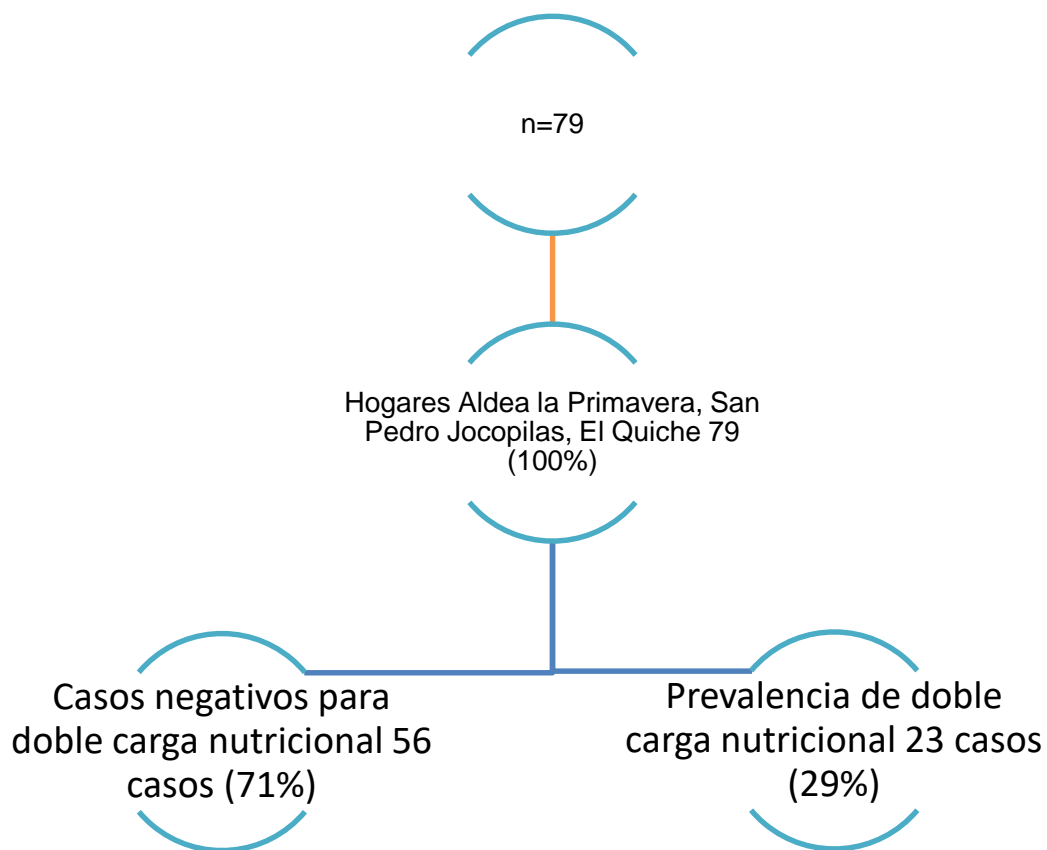 n=79
Hogares Aldea la Primavera, San
Pedro Jocopilas, El Quiche 79
(100%)
Casos negativos para
doble carga nutricional 56
casos (71%)
Prevalencia de doble
carga nutricional 23 casos
(29%)